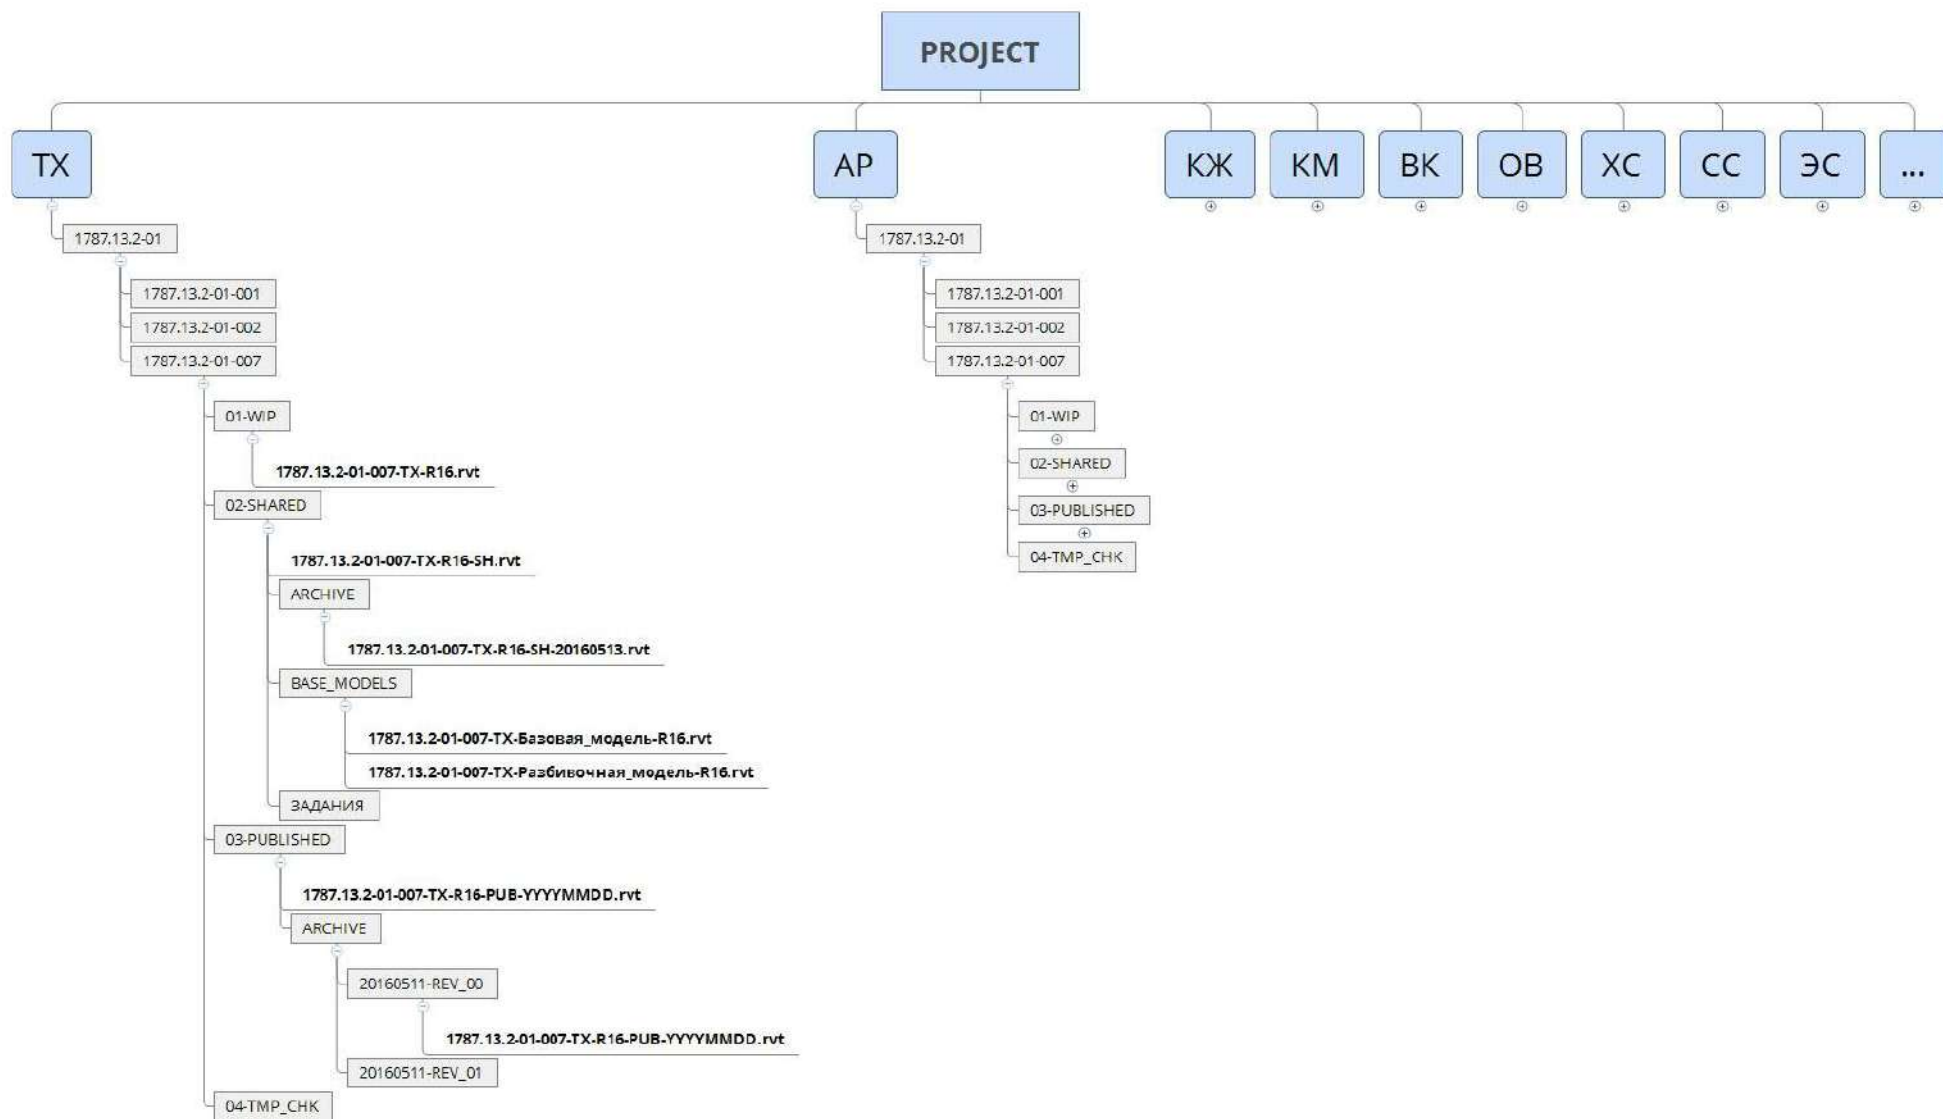 PROJECT
ТХ
АР
КЖ
КМ
ВК
ОВ
ХС
СС
ЭС
...
1787.13.2-01
1787.13.2-01-001
1787.13.2-01-002
1787.13.2-01-007
01-WIP
1787.13.2-01-007-TX-R16.rvt
02-SHARED
1787.13.2-01-007-TX-R16-SH.rvt
ARCHIVE
1787.13.2-01-007-TX-R16-SH-20160513.rvt
BASE_MODELS
1787.13.2-01-007-TX-Базовая_модель-R16.rvt
1787.13.2-01-007-TX-Разбивочная_модель-R16.rvt
ЗАДАНИЯ
03-PUBLISHED
1787.13.2-01-007-TX-R16-PUB-YYYYMMDD.rvt
ARCHIVE
20160511-REV_00
1787.13.2-01-007-TX-R16-PUB-YYYYMMDD.rvt
20160511-REV_01
04-TMP_CHK
1787.13.2-01
1787.13.2-01-001
1787.13.2-01-002
1787.13.2-01-007
01-WIP
02-SHARED
03-PUBLISHED
04-TMP_CHK